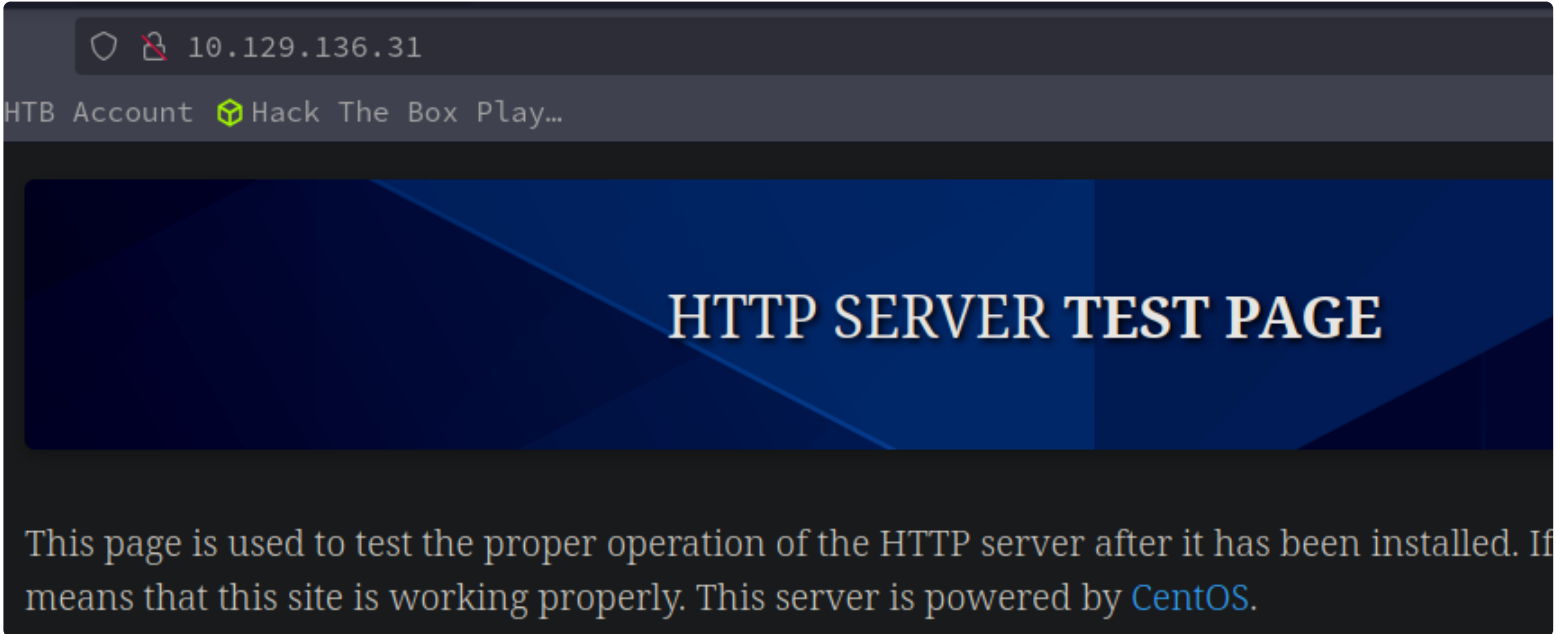 10.129.136.31
HTB Account Hack The Box Play…
HTTP SERVER TEST PAGE
This page is used to test the proper operation of the HTTP server after it has been installed. If
means that this site is working properly. This server is powered by CentOS.